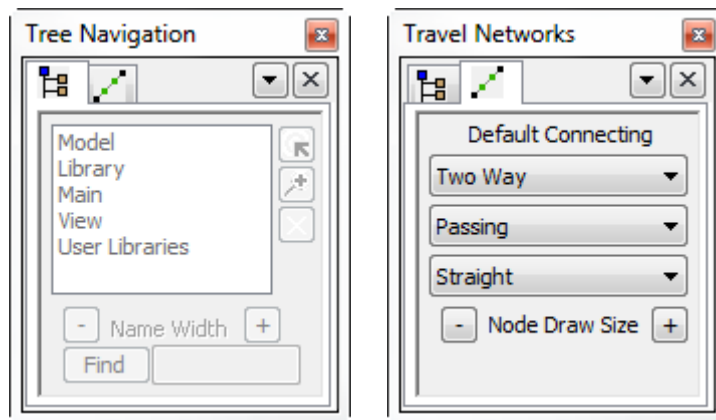 Tree Navigation
Model
Library
Main
View
User Libraries
- Name Width +
Find
Travel Networks
Default Connecting
Two Way
Passing
Straight
- Node Draw Size +